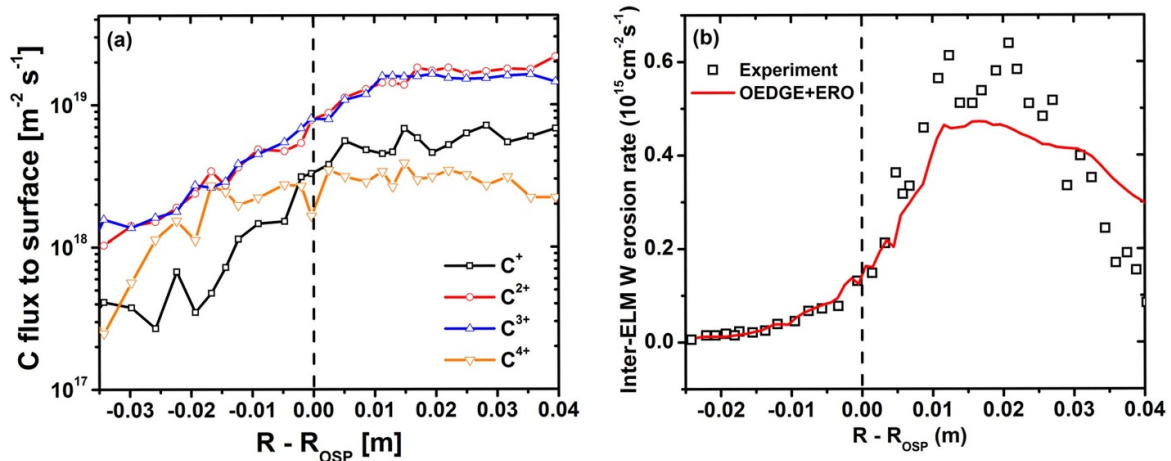 (a)
C flux to surface [m⁻² s⁻¹]
10¹⁹
10¹⁸
10¹⁷
C⁺
C²⁺
C³⁺
C⁴⁺
-0.03 -0.02 -0.01 0.00 0.01 0.02 0.03 0.04
R - R_OSP [m]
(b)
Inter-ELM W erosion rate (10¹⁵cm⁻²s⁻¹)
0.6
0.4
0.2
0.0
Experiment
OEDGE+ERO
-0.02 -0.01 0.00 0.01 0.02 0.03 0.04
R - R_OSP (m)